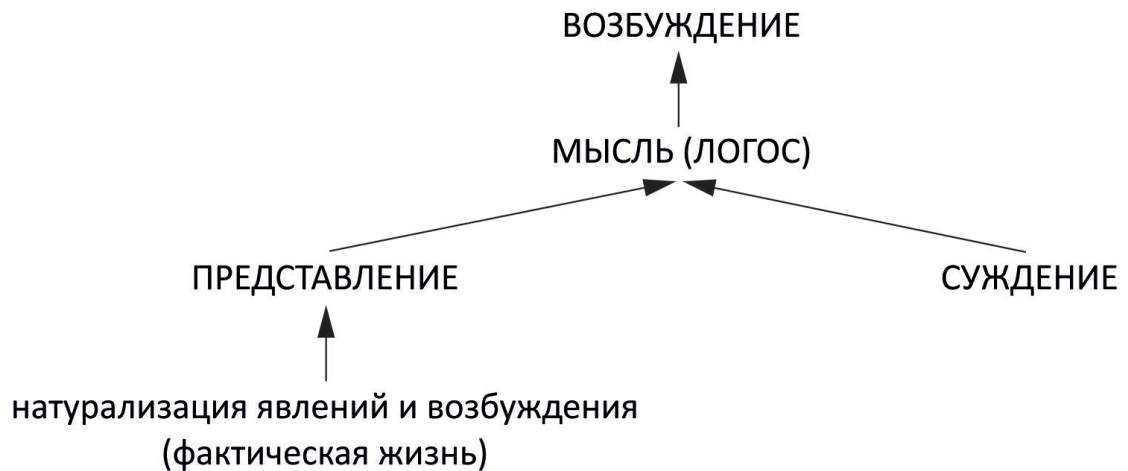 ВОЗБУЖДЕНИЕ
МЫСЛЬ (ЛОГОС)
ПРЕДСТАВЛЕНИЕ
СУЖДЕНИЕ
натурализация явлений и возбуждения
(фактическая жизнь)